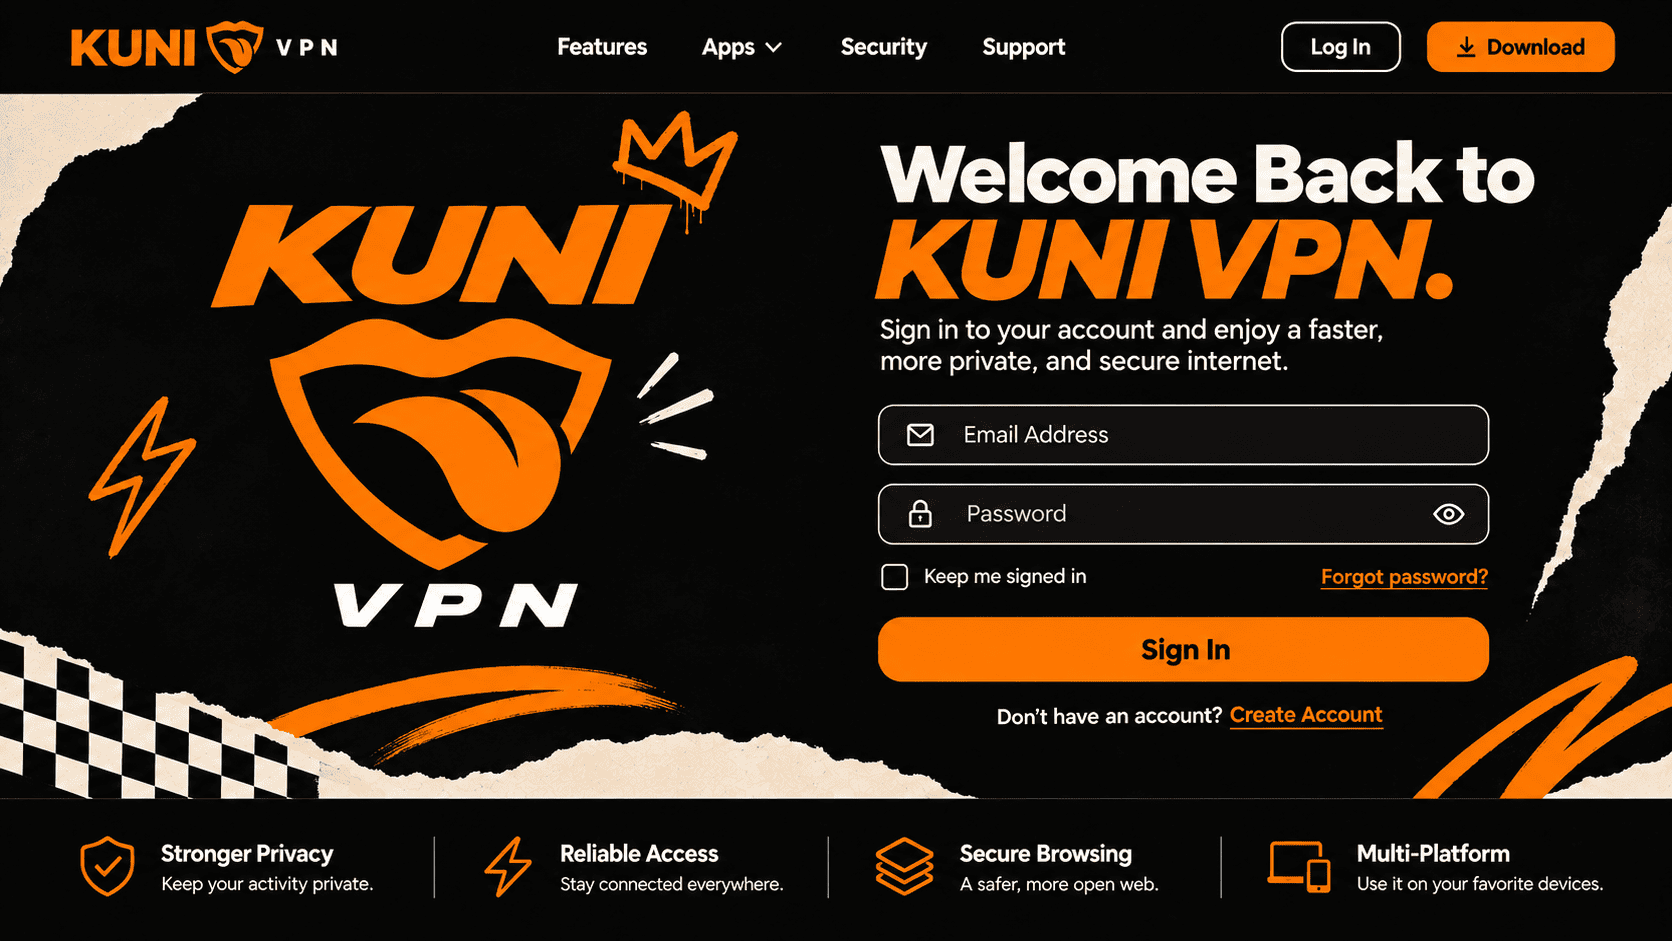 KUNI VPN
Features
Apps
Security
Support
Log In
Download
KUNI
VPN
Welcome Back to
KUNI VPN.
Sign in to your account and enjoy a faster,
more private, and secure internet.
Email Address
Password
Keep me signed in
Forgot password?
Sign In
Don't have an account? Create Account
Stronger Privacy
Keep your activity private.
Reliable Access
Stay connected everywhere.
Secure Browsing
A safer, more open web.
Multi-Platform
Use it on your favorite devices.